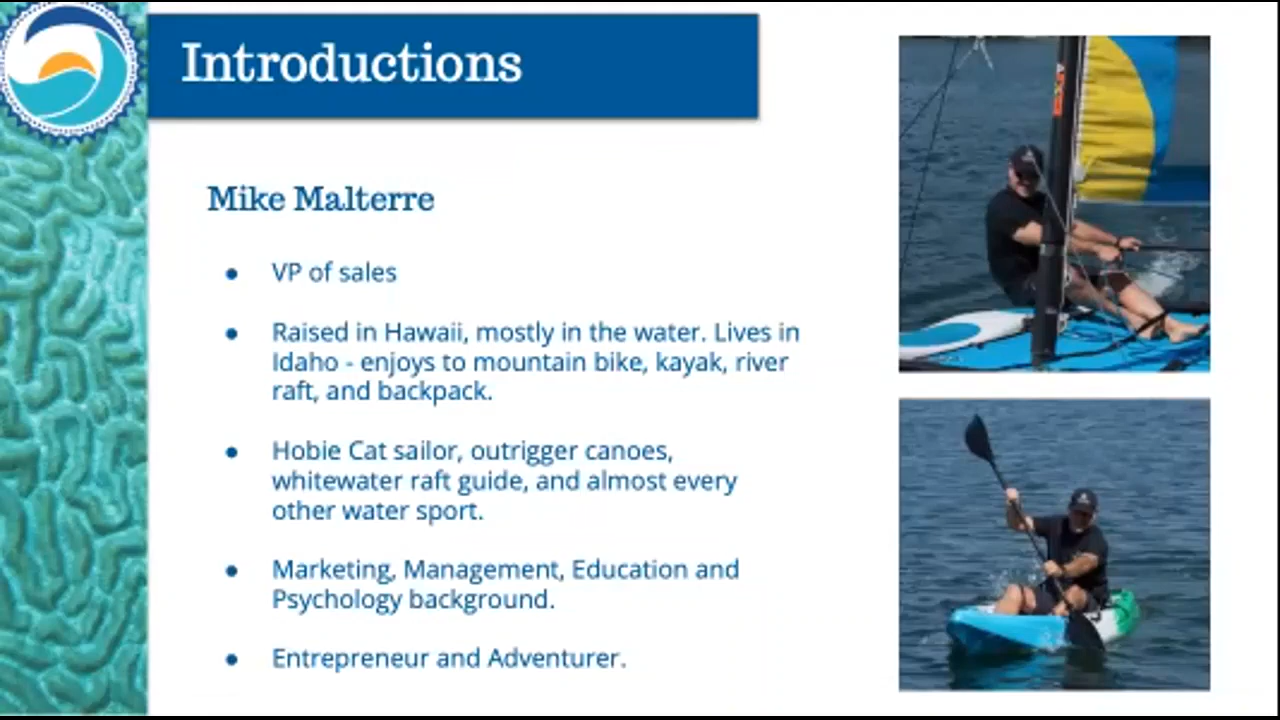 Introductions
Mike Malterre
● VP of sales
● Raised in Hawaii, mostly in the water. Lives in
Idaho - enjoys to mountain bike, kayak, river
raft, and backpack.
● Hobie Cat sailor, outrigger canoes,
whitewater raft guide, and almost every
other water sport.
● Marketing, Management, Education and
Psychology background.
● Entrepreneur and Adventurer.